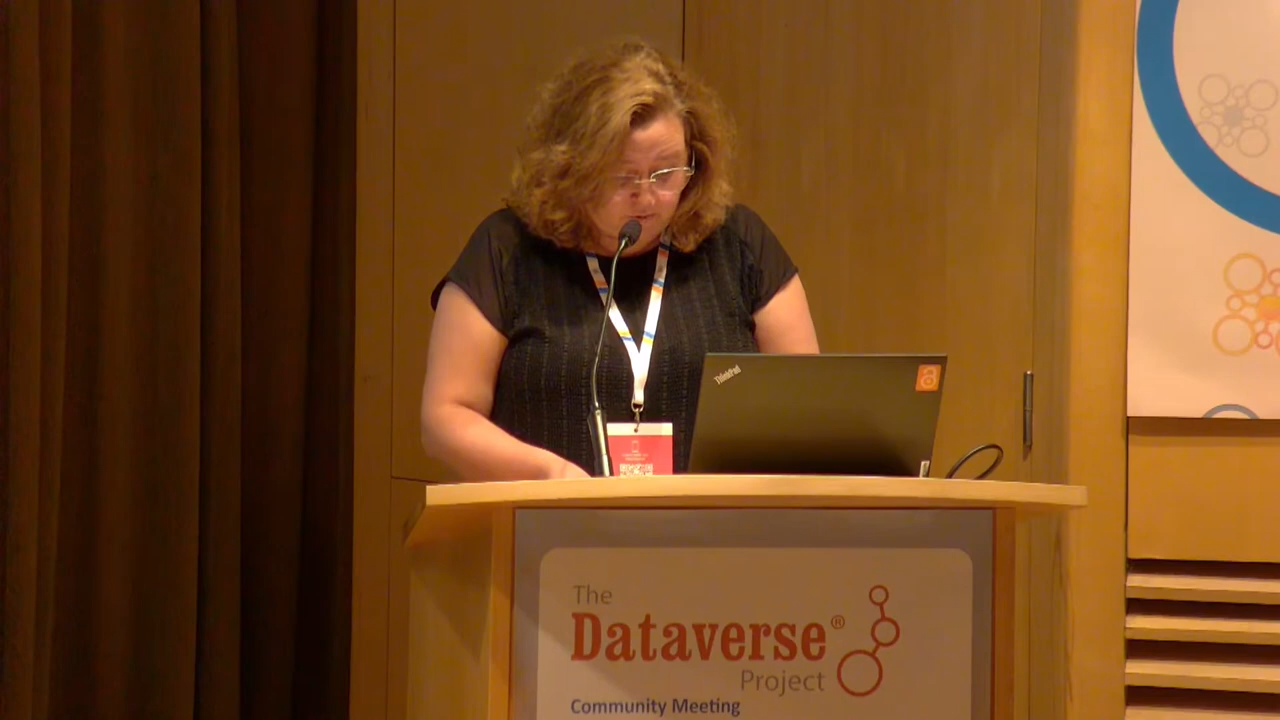 ThinkPad
The
Dataverse®
Project
Community Meeting